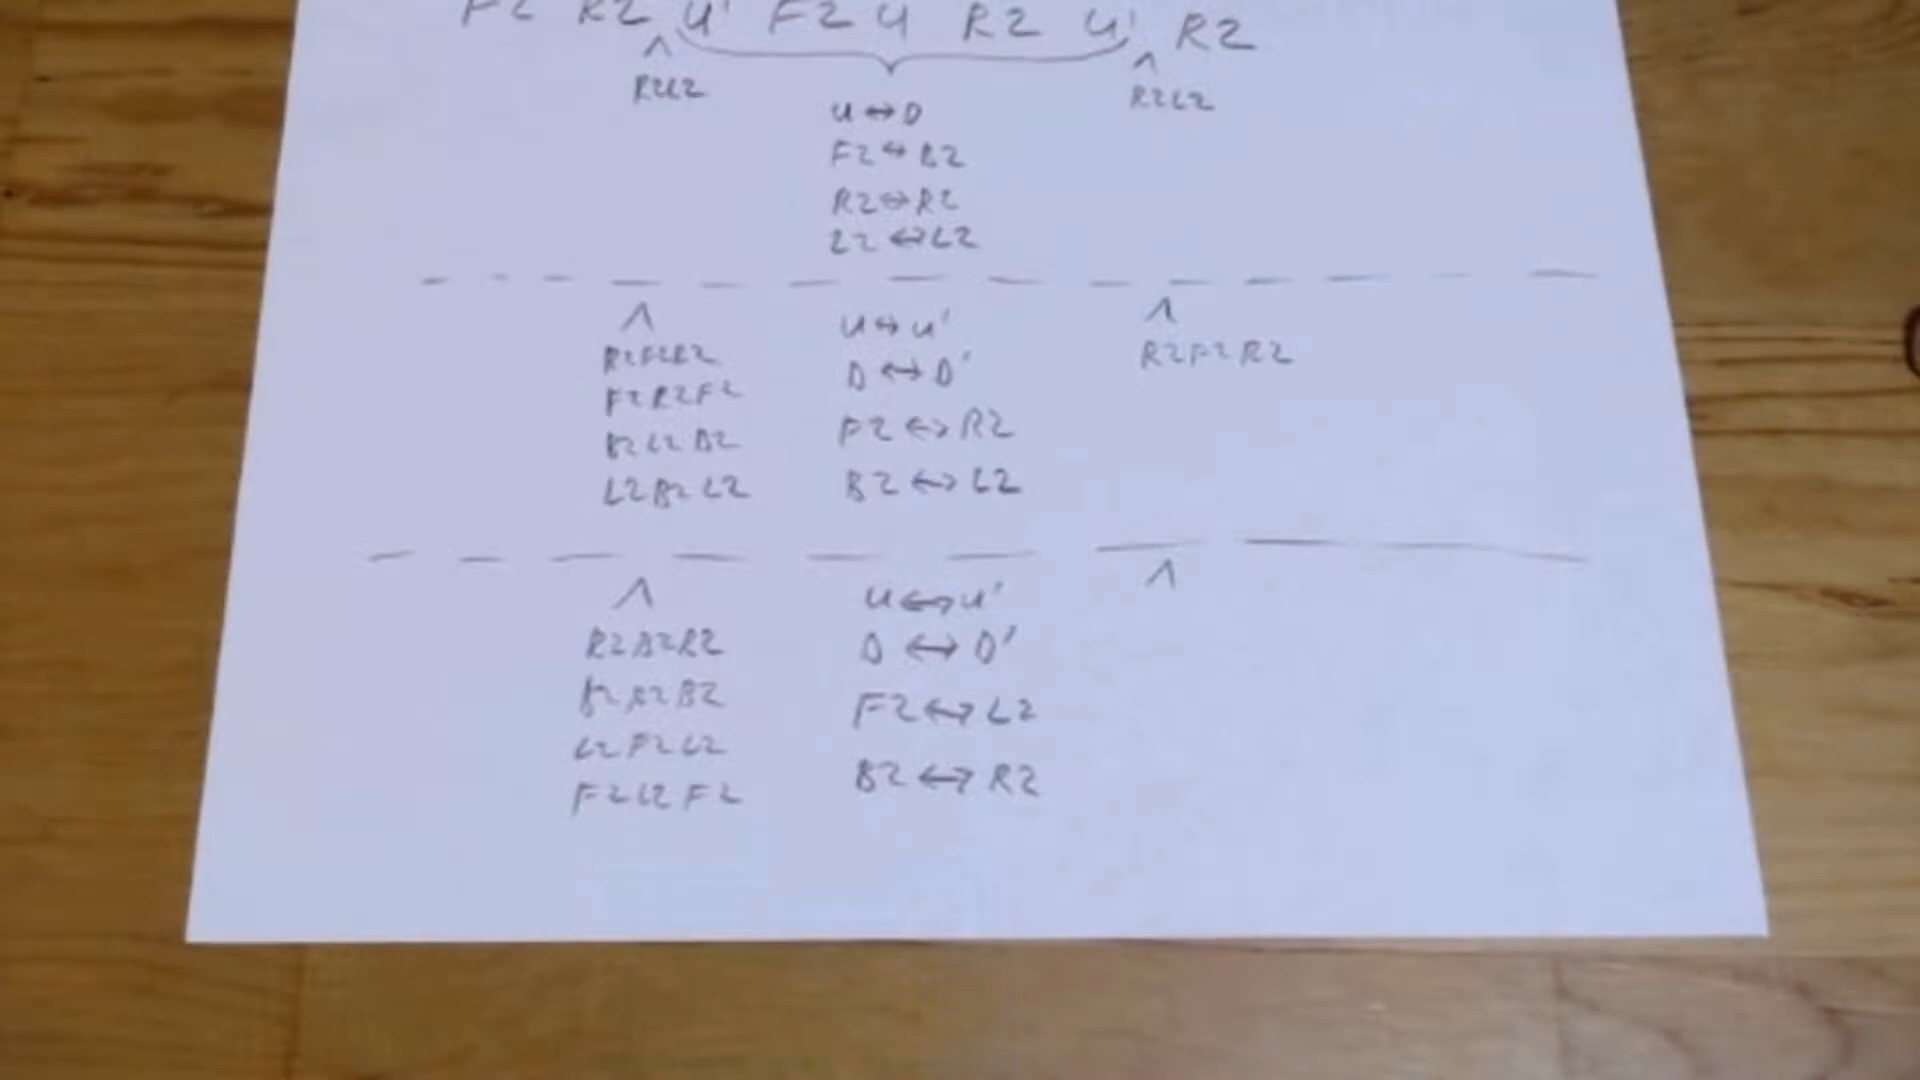 F2 R2 U' F2 U R2 U' R2
^ ^
R2L2 R2L2
U ↔ D
F2 ↔ B2
R2 ↔ R2
L2 ↔ L2
^ ^
R2F2R2 U ↔ U' R2F2R2
F2R2F2 D ↔ D'
B2L2B2 F2 ↔ R2
L2B2L2 B2 ↔ L2
^ ^
R2B2R2 U ↔ U'
B2R2B2 D ↔ D'
L2F2L2 F2 ↔ L2
F2L2F2 B2 ↔ R2